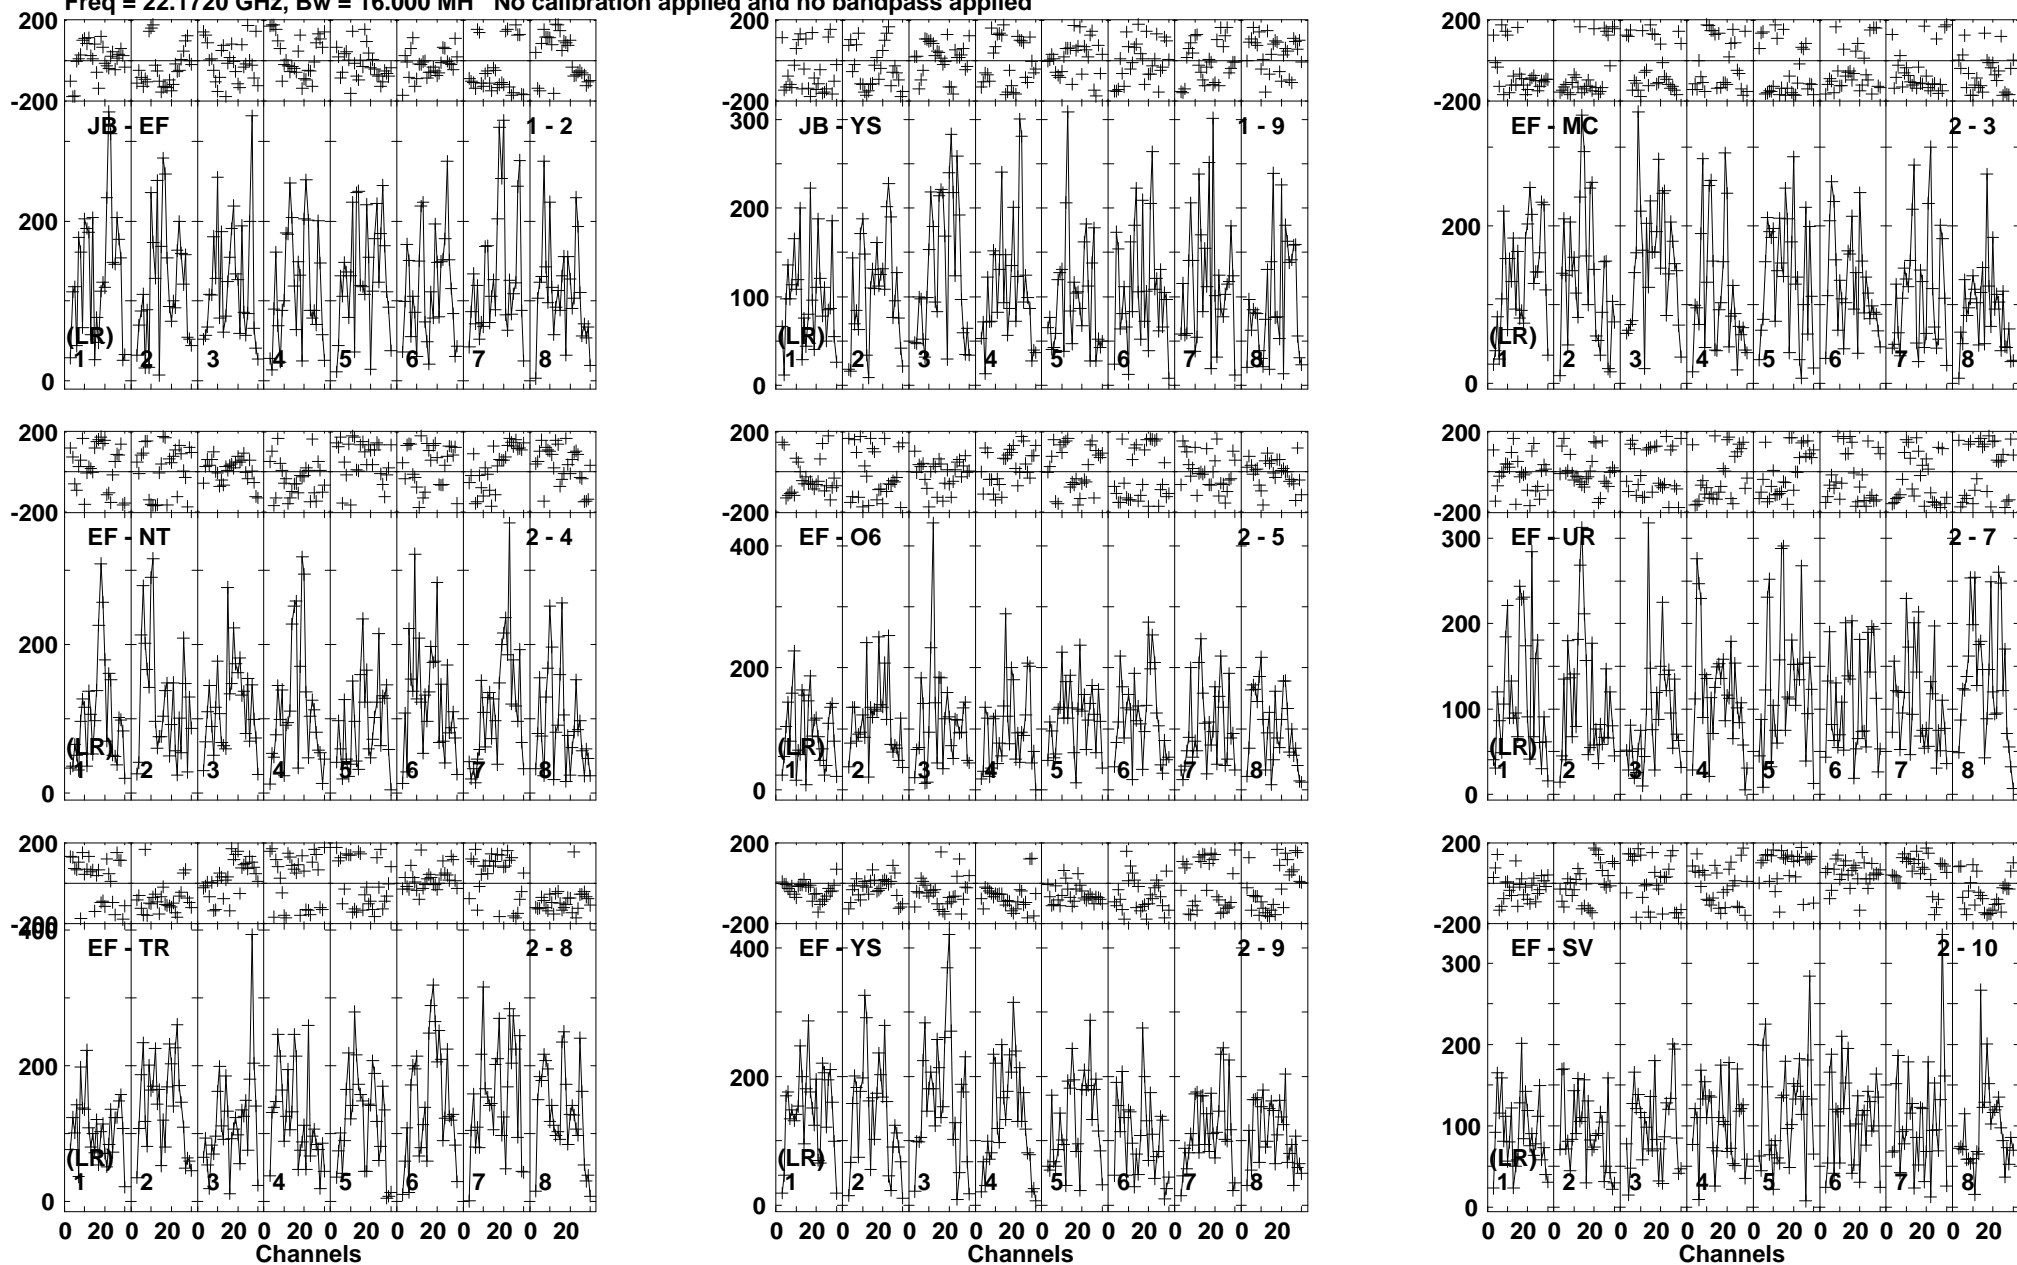 Freq = 22.1720 GHz, Bw = 16.000 MH No calibration applied and no bandpass applied
200 200 200
-200 -200 -200
JB - EF 1 - 2 JB - YS 1 - 9 EF - MC 2 - 3
300
200 200 200
100
(LR) (LR) (LR)
1 2 3 4 5 6 7 8 1 2 3 4 5 6 7 8 1 2 3 4 5 6 7 8
0 0 0
200 200 200
-200 -200 -200
EF - NT 2 - 4 EF - O6 2 - 5 EF - UR 2 - 7
400 300
200 200 200
100
(LR) (LR) (LR)
1 2 3 4 5 6 7 8 1 2 3 4 5 6 7 8 1 2 3 4 5 6 7 8
0 0 0
200 200 200
-200 -200 -200
400
EF - TR 2 - 8 EF - YS 2 - 9 EF - SV 2 - 10
400 300
200 200 200
100
(LR) (LR) (LR)
1 2 3 4 5 6 7 8 1 2 3 4 5 6 7 8 1 2 3 4 5 6 7 8
0 0 0
0 20 0 20 0 20 0 20 0 20 0 20 0 20 0 20 0 20 0 20 0 20 0 20 0 20 0 20 0 20 0 20 0 20 0 20 0 20 0 20 0 20 0 20 0 20 0 20
Channels Channels Channels